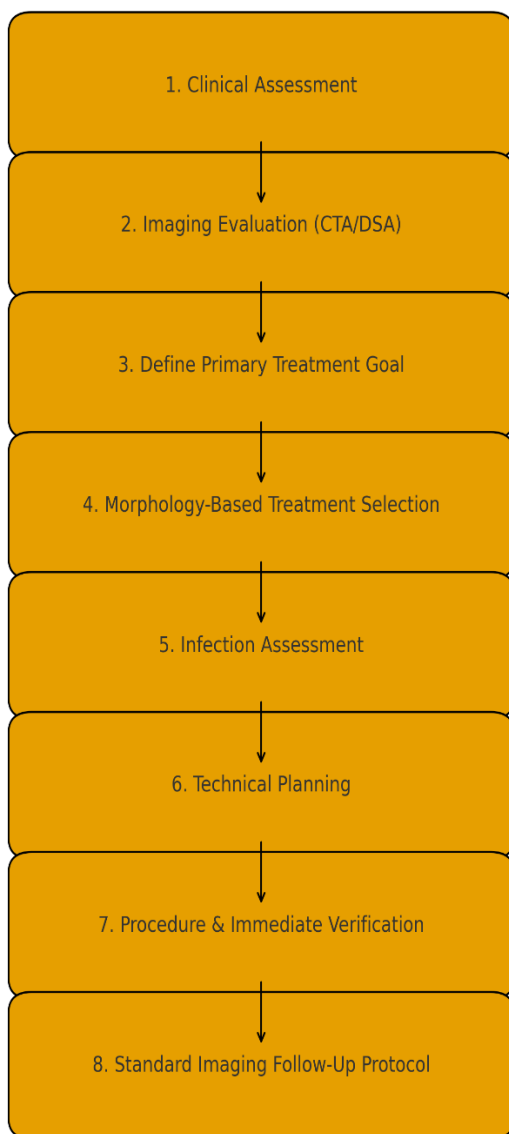 1. Clinical Assessment
2. Imaging Evaluation (CTA/DSA)
3. Define Primary Treatment Goal
4. Morphology-Based Treatment Selection
5. Infection Assessment
6. Technical Planning
7. Procedure & Immediate Verification
8. Standard Imaging Follow-Up Protocol